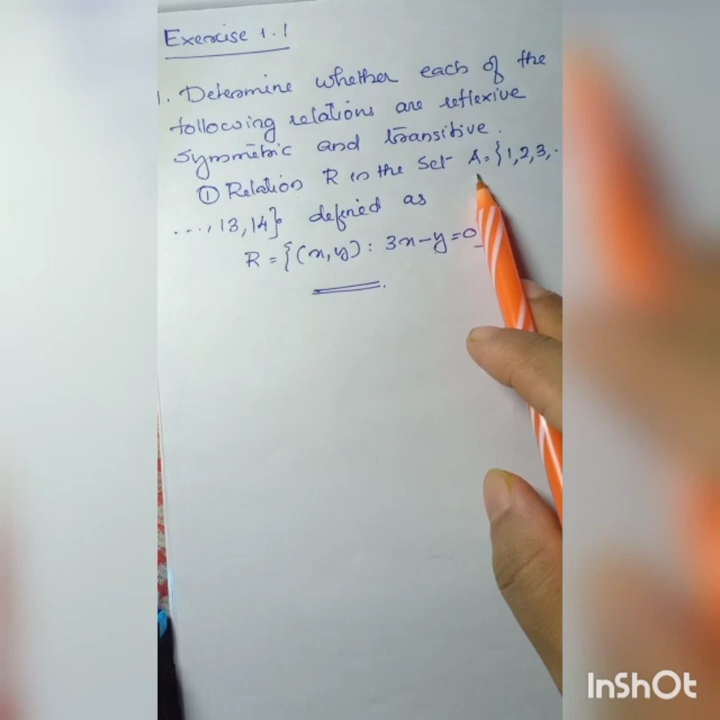 Exercise 1.1
1. Determine whether each of the
following relations are reflexive
symmetric and transitive.
① Relation R in the set A={1,2,3,.
...,13,14} defined as
R = {(x,y): 3x-y=0
InShOt